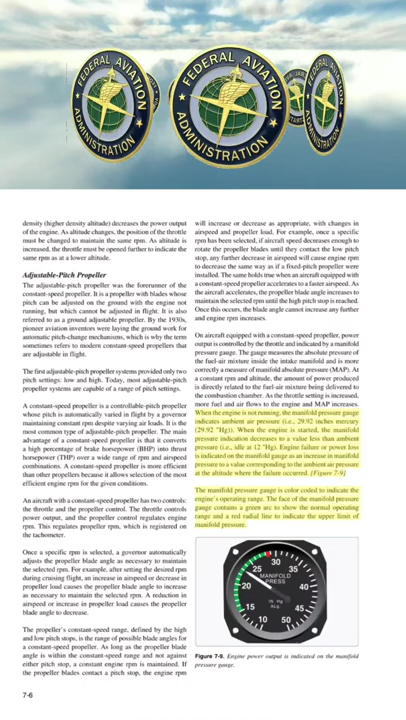 FEDERAL AVIATION
ADMINISTRATION
FEDERAL AVIATION
ADMINISTRATION
density (higher density altitude) decreases the power output
of the engine. As altitude changes, the position of the throttle
must be changed to maintain the same rpm. As altitude is
increased, the throttle must be opened further to indicate the
same rpm as at a lower altitude.
Adjustable-Pitch Propeller
The adjustable-pitch propeller was the forerunner of the
constant-speed propeller. It is a propeller with blades whose
pitch can be adjusted on the ground with the engine not
running, but which cannot be adjusted in flight. It is also
referred to as a ground adjustable propeller. By the 1930s,
pioneer aviation inventors were laying the ground work for
automatic pitch-change mechanisms, which is why the term
sometimes refers to modern constant-speed propellers that
are adjustable in flight.
The first adjustable-pitch propeller systems provided only two
pitch settings: low and high. Today, most adjustable-pitch
propeller systems are capable of a range of pitch settings.
A constant-speed propeller is a controllable-pitch propeller
whose pitch is automatically varied in flight by a governor
maintaining constant rpm despite varying air loads. It is the
most common type of adjustable-pitch propeller. The main
advantage of a constant-speed propeller is that it converts
a high percentage of brake horsepower (BHP) into thrust
horsepower (THP) over a wide range of rpm and airspeed
combinations. A constant-speed propeller is more efficient
than other propellers because it allows selection of the most
efficient engine rpm for the given conditions.
An aircraft with a constant-speed propeller has two controls:
the throttle and the propeller control. The throttle controls
power output, and the propeller control regulates engine
rpm. This regulates propeller rpm, which is registered on
the tachometer.
Once a specific rpm is selected, a governor automatically
adjusts the propeller blade angle as necessary to maintain
the selected rpm. For example, after setting the desired rpm
during cruising flight, an increase in airspeed or decrease in
propeller load causes the propeller blade angle to increase
as necessary to maintain the selected rpm. A reduction in
airspeed or increase in propeller load causes the propeller
blade angle to decrease.
The propeller's constant-speed range, defined by the high
and low pitch stops, is the range of possible blade angles for
a constant-speed propeller. As long as the propeller blade
angle is within the constant-speed range and not against
either pitch stop, a constant engine rpm is maintained. If
the propeller blades contact a pitch stop, the engine rpm
will increase or decrease as appropriate, with changes in
airspeed and propeller load. For example, once a specific
rpm has been selected, if aircraft speed decreases enough to
rotate the propeller blades until they contact the low pitch
stop, any further decrease in airspeed will cause engine rpm
to decrease the same way as if a fixed-pitch propeller were
installed. The same holds true when an aircraft equipped with
a constant-speed propeller accelerates to a faster airspeed. As
the aircraft accelerates, the propeller blade angle increases to
maintain the selected rpm until the high pitch stop is reached.
Once this occurs, the blade angle cannot increase any further
and engine rpm increases.
On aircraft equipped with a constant-speed propeller, power
output is controlled by the throttle and indicated by a manifold
pressure gauge. The gauge measures the absolute pressure of
the fuel-air mixture inside the intake manifold and is more
correctly a measure of manifold absolute pressure (MAP). At
a constant rpm and altitude, the amount of power produced
is directly related to the fuel-air mixture being delivered to
the combustion chamber. As the throttle setting is increased,
more fuel and air flows to the engine and MAP increases.
When the engine is not running, the manifold pressure gauge
indicates ambient air pressure (i.e., 29.92 inches mercury
(29.92 "Hg)). When the engine is started, the manifold
pressure indication decreases to a value less than ambient
pressure (i.e., idle at 12 "Hg). Engine failure or power loss
is indicated on the manifold gauge as an increase in manifold
pressure to a value corresponding to the ambient air pressure
at the altitude where the failure occurred. [Figure 7-9]
The manifold pressure gauge is color coded to indicate the
engine's operating range. The face of the manifold pressure
gauge contains a green arc to show the normal operating
range and a red radial line to indicate the upper limit of
manifold pressure.
10
15
20
25
30
35
40
45
50
MANIFOLD
PRESS
IN Hg
ALg.
Figure 7-9. Engine power output is indicated on the manifold
pressure gauge.
7-6